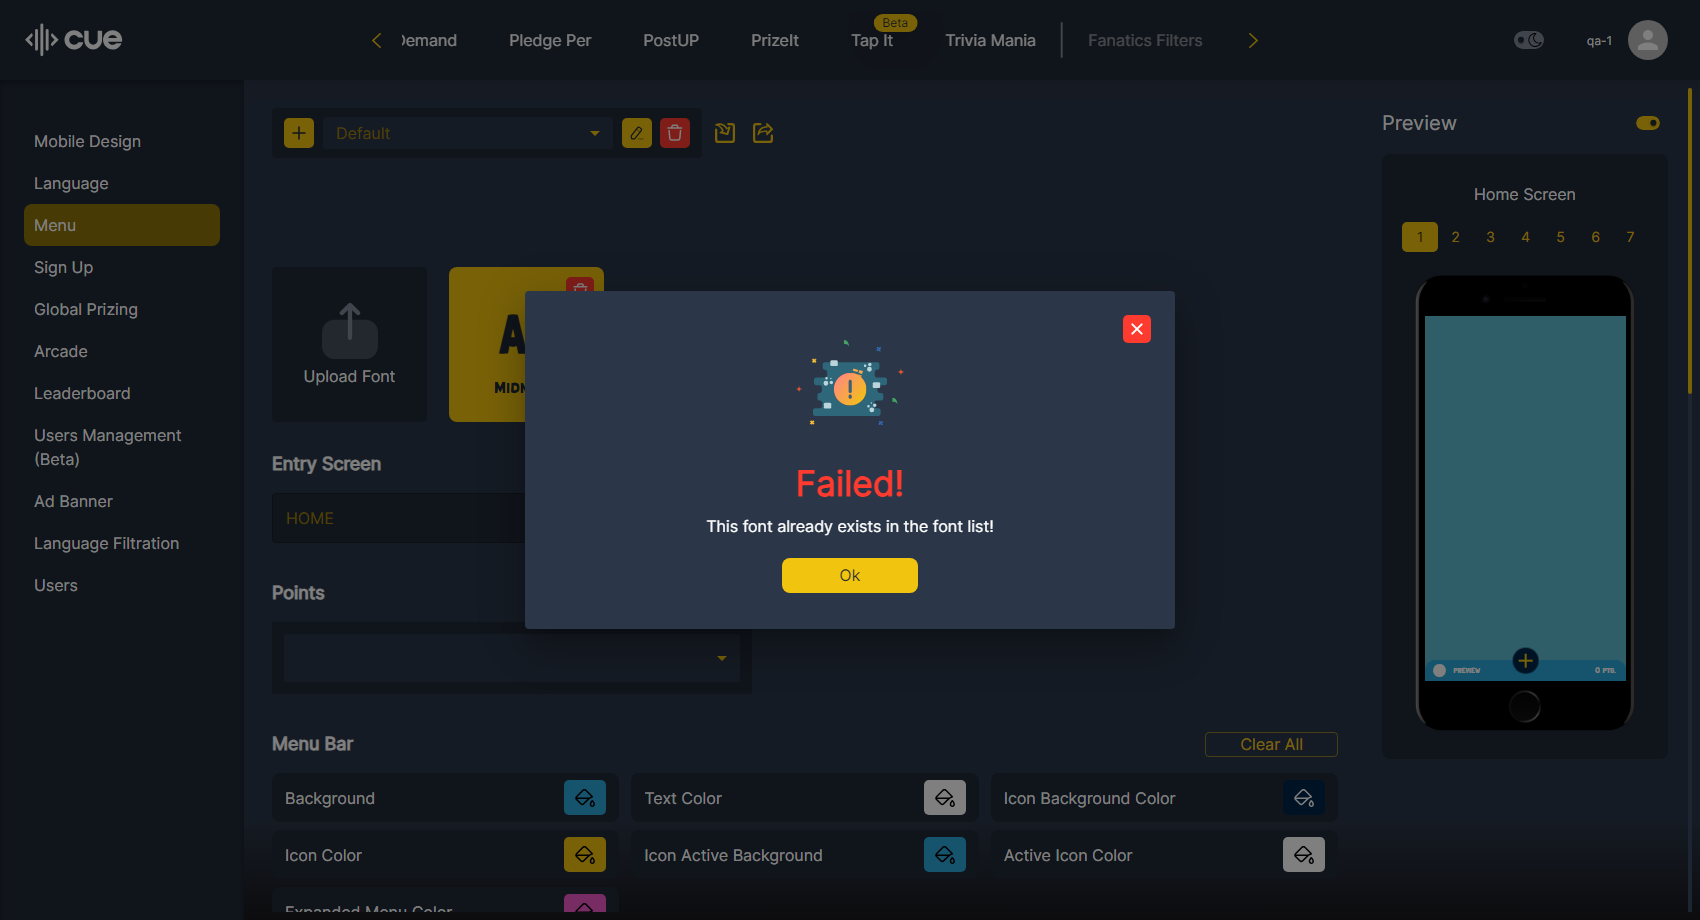 cue
Demand
Pledge Per
PostUP
PrizeIt
Beta
Tap It
Trivia Mania
Fanatics Filters
qa-1
Mobile Design
Language
Menu
Sign Up
Global Prizing
Arcade
Leaderboard
Users Management
(Beta)
Ad Banner
Language Filtration
Users
Default
Upload Font
Entry Screen
HOME
Points
Failed!
This font already exists in the font list!
Ok
Menu Bar
Clear All
Background
Text Color
Icon Background Color
Icon Color
Icon Active Background
Active Icon Color
Expanded Menu Color
Preview
Home Screen
1 2 3 4 5 6 7
PREVIEW
0 PTS.